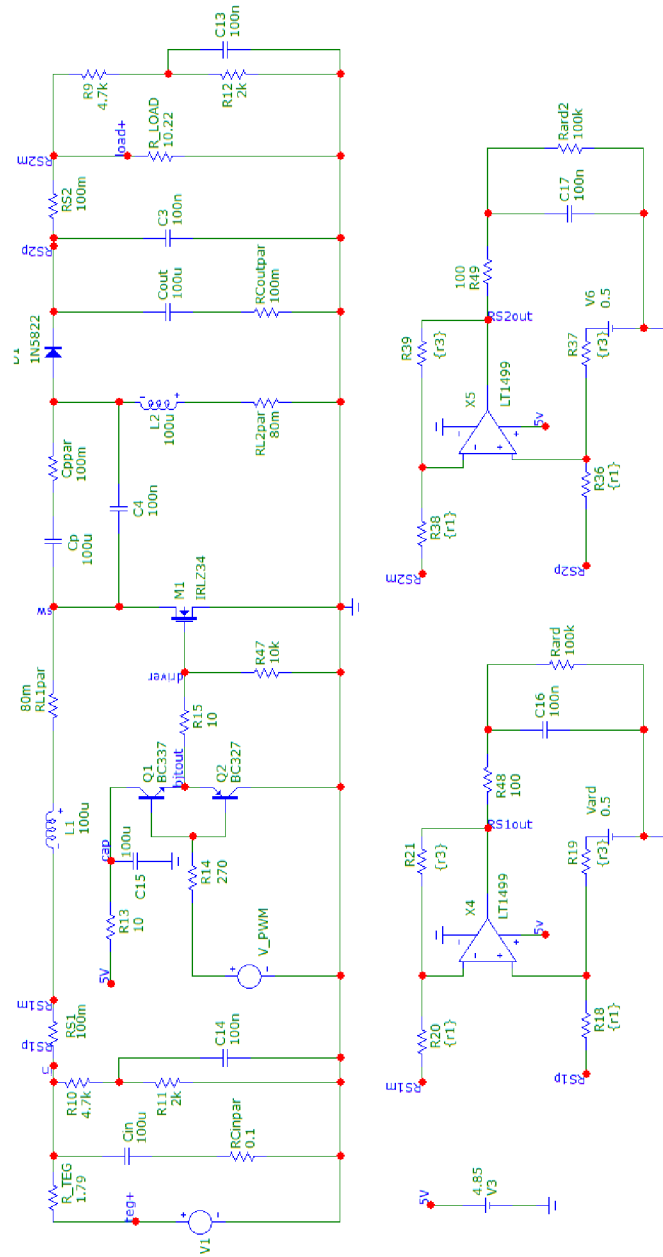 C13
100n
R9
4.7k
R12
2k
RS2m
load+
R_LOAD
10.22
RS2
100m
RS2p
C3
100n
Cout
100u
RCoutpar
100m
D1
1N5822
L2
100u
RL2par
80m
Cppar
100m
C4
100n
Cp
100u
sw
M1
IRLZ34
80m
RL1par
driver
R47
10k
R15
10
bjtout
Q1
BC337
Q2
BC327
L1
100u
cap
100u
C15
R14
270
R13
10
5V
V_PWM
RS1m
RS1
100m
RS1p
R10
4.7k
R11
2k
C14
100n
Cin
100u
RCinpar
0.1
R_TEG
1.79
teg+
V1
Rard2
100k
C17
100n
100
R49
RS2out
R39
{r3}
X5
LT1499
5v
V6
0.5
R37
{r3}
R38
{r1}
R36
{r1}
RS2m
RS2p
Rard
100k
C16
100n
R48
100
RS1out
R21
{r3}
X4
LT1499
5v
Vard
0.5
R19
{r3}
R20
{r1}
R18
{r1}
RS1m
RS1p
5V
4.85
V3